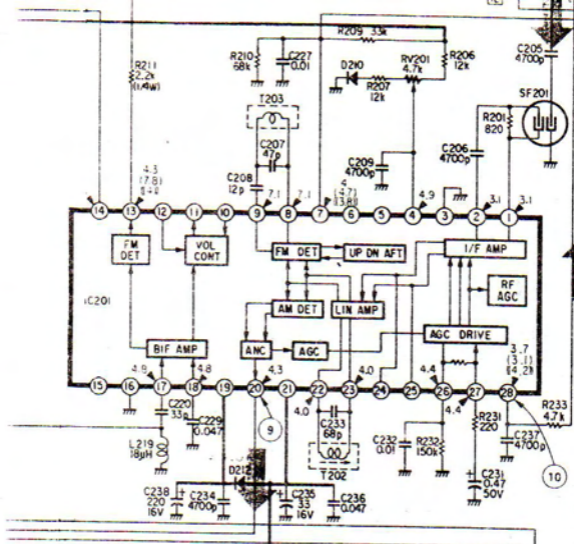 R209 33k
C205
4700p
R211
2.2k
(1/4W)
R210
68k
C227
0.01
D210
RV201
4.7k
R206
12k
R207
12k
SF201
T203
R201
820
C206
4700p
C207
47p
C209
4700p
C208
12p
4.3
(7.8)
7.1
7.1
4
(4.7)
(3.8)
4.9
3.1
3.1
14
13
12
11
10
9
8
7
6
5
4
3
2
1
FM
DET
VOL
CONT
FM DET
UP DN AFT
I/F AMP
RF
AGC
IC201
AM DET
LIN AMP
AGC DRIVE
BIF AMP
ANC
AGC
3.7
(3.1)
(4.2)
4.8
4.8
4.3
4.0
4.0
4.4
4.4
15
16
17
18
19
20
21
22
23
24
25
26
27
28
R233
4.7k
C220
33p
C229
0.047
9
C233
68p
R231
220
C237
4700p
L219
18μH
C232
0.01
R232
150k
10
T202
D212
C238
220
16V
C234
4700p
C235
33
16V
C236
0.047
C231
0.47
50V